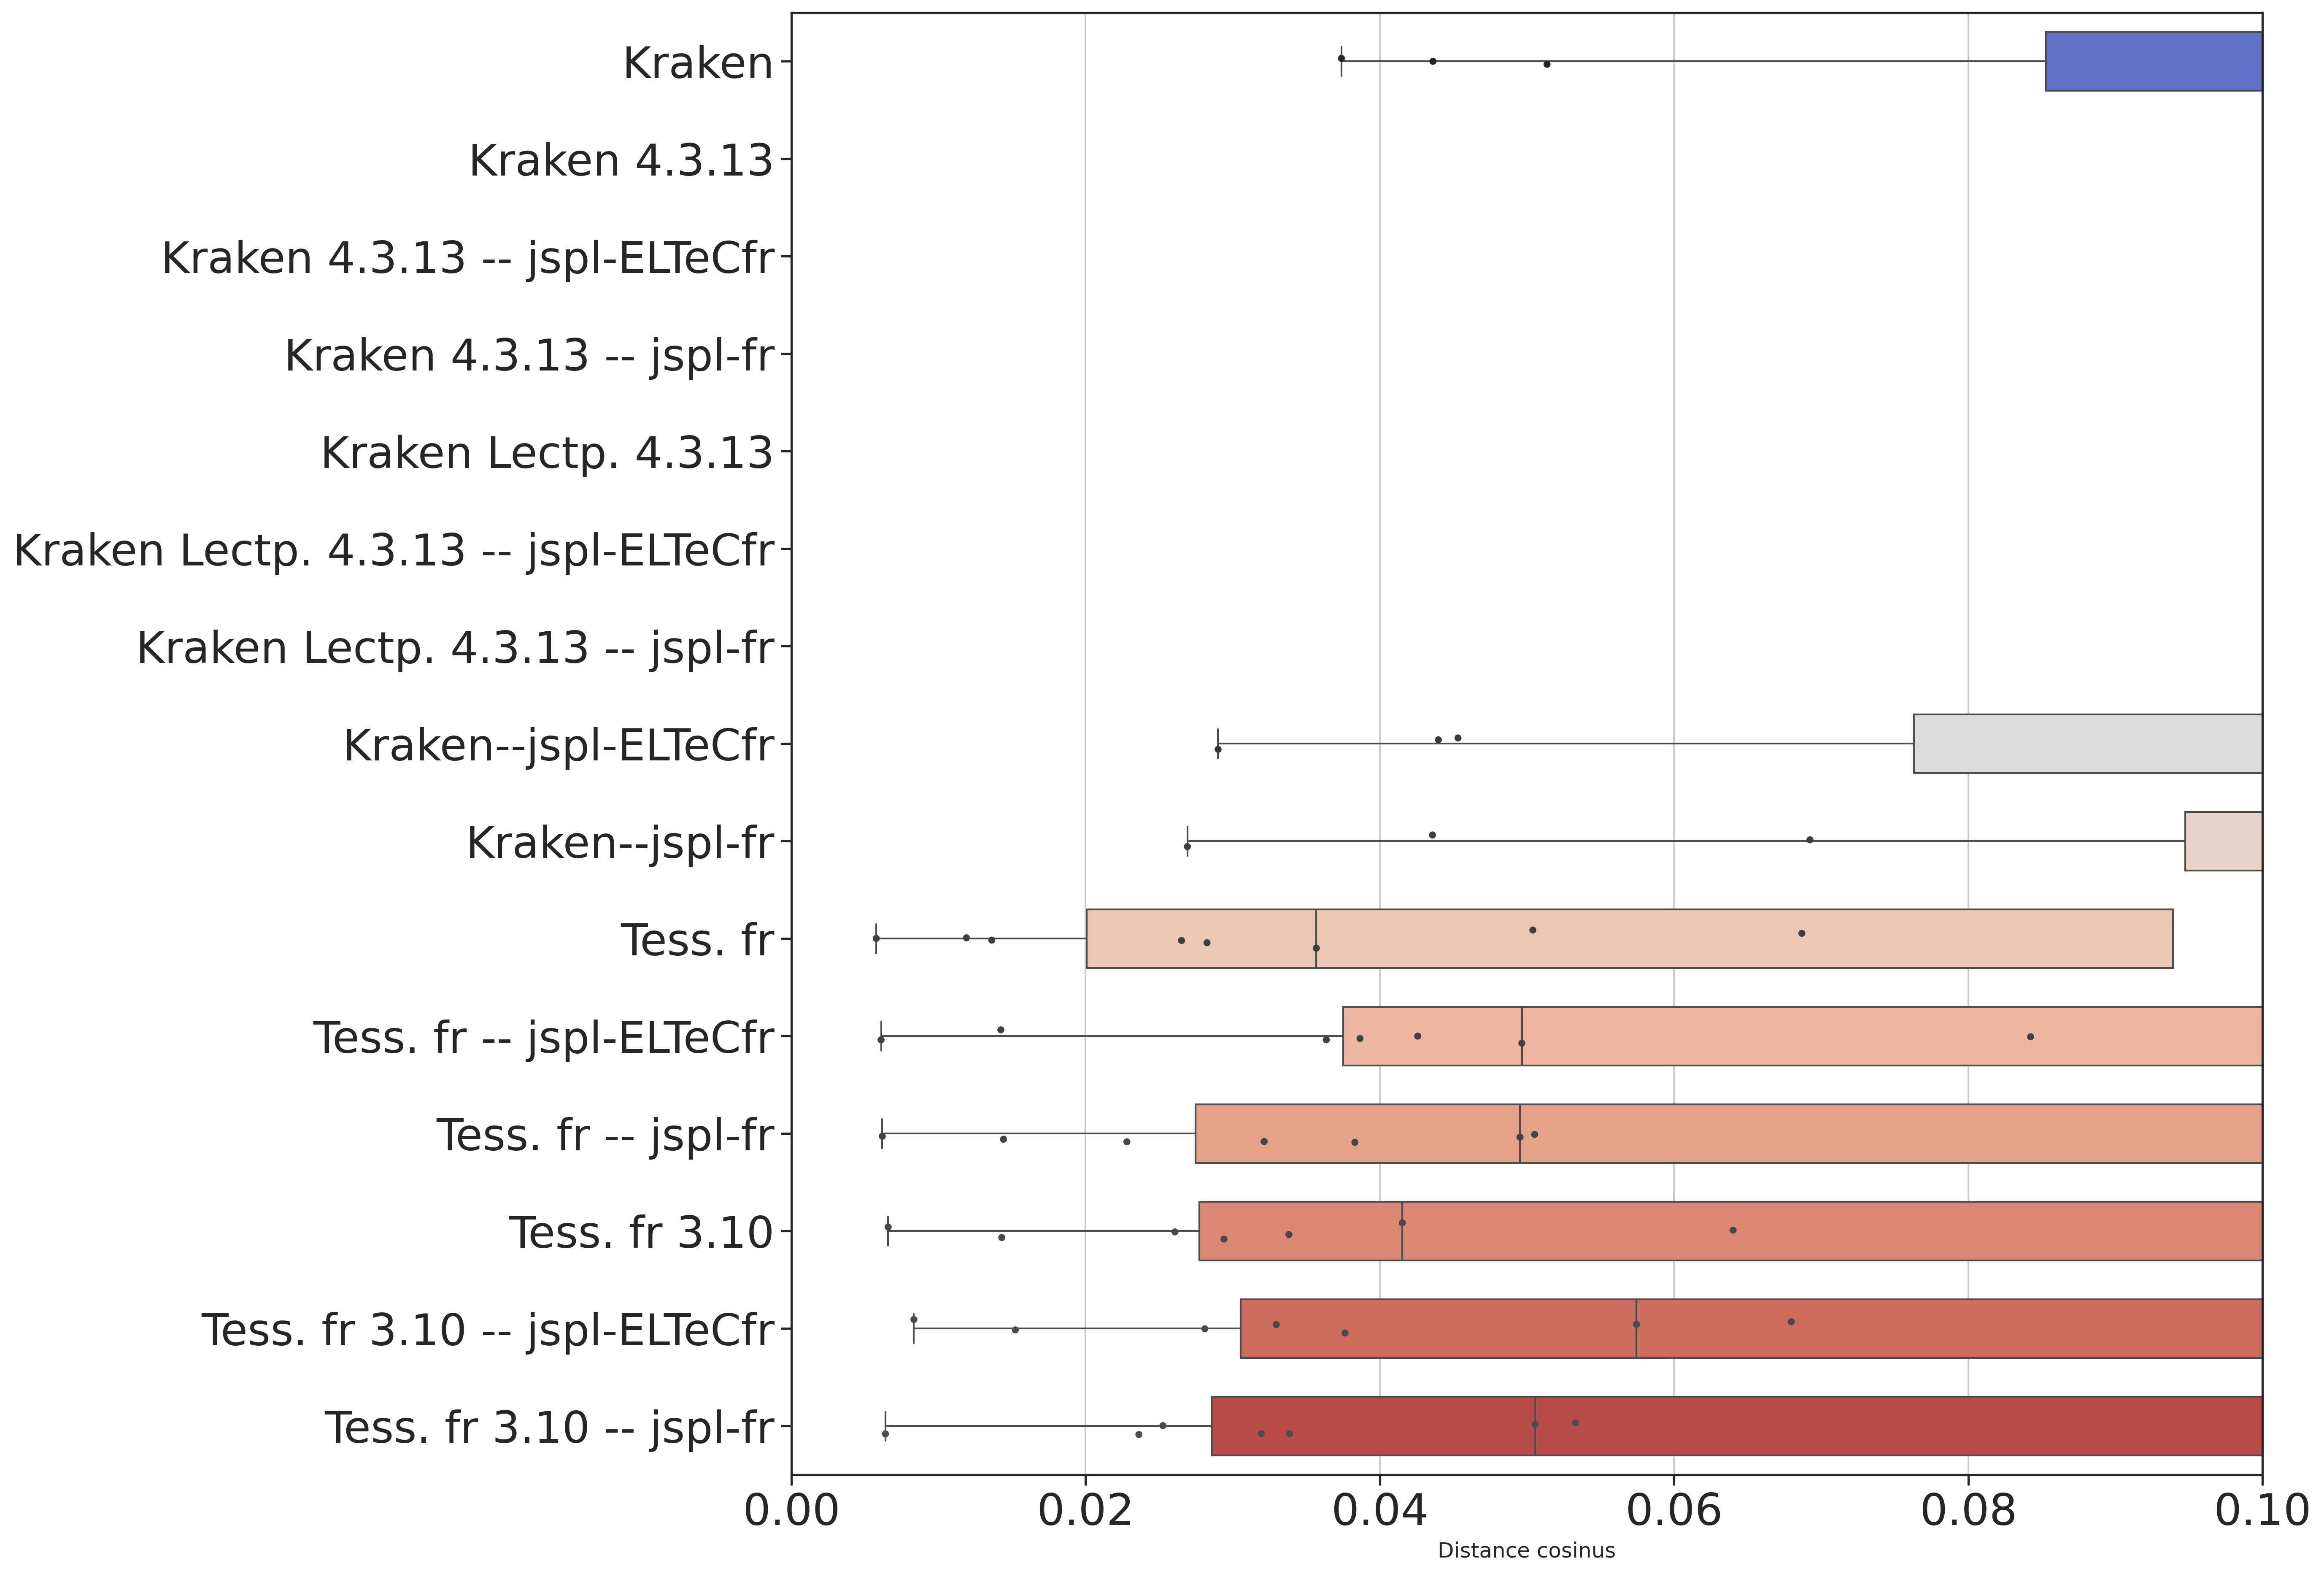 Kraken
Kraken 4.3.13
Kraken 4.3.13 -- jspl-ELTeCfr
Kraken 4.3.13 -- jspl-fr
Kraken Lectp. 4.3.13
Kraken Lectp. 4.3.13 -- jspl-ELTeCfr
Kraken Lectp. 4.3.13 -- jspl-fr
Kraken--jspl-ELTeCfr
Kraken--jspl-fr
Tess. fr
Tess. fr -- jspl-ELTeCfr
Tess. fr -- jspl-fr
Tess. fr 3.10
Tess. fr 3.10 -- jspl-ELTeCfr
Tess. fr 3.10 -- jspl-fr
0.00 0.02 0.04 0.06 0.08 0.10
Distance cosinus